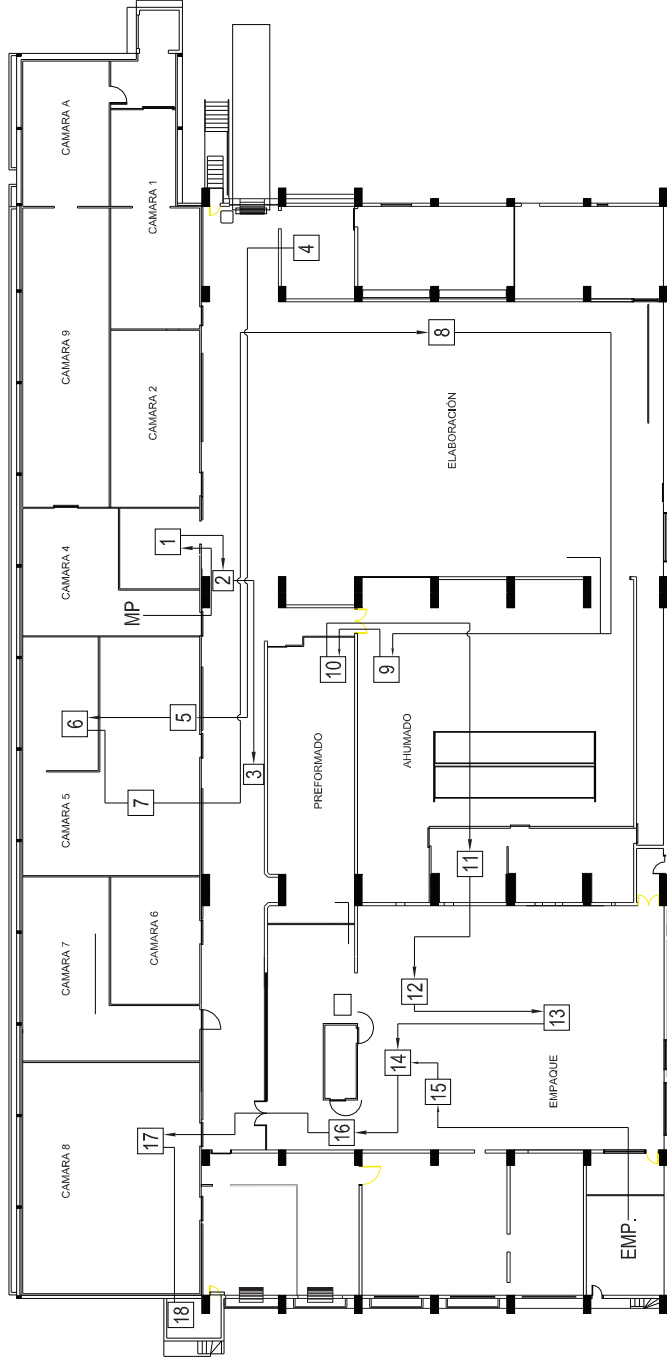 CAMARA 8
CAMARA 7
CAMARA 6
CAMARA 5
CAMARA 4
CAMARA 9
CAMARA 2
CAMARA 1
CAMARA A
MP
1
2
3
4
5
6
7
8
9
10
11
12
13
14
15
16
17
18
PREFORMADO
AHUMADO
ELABORACIÓN
EMPAQUE
EMP.